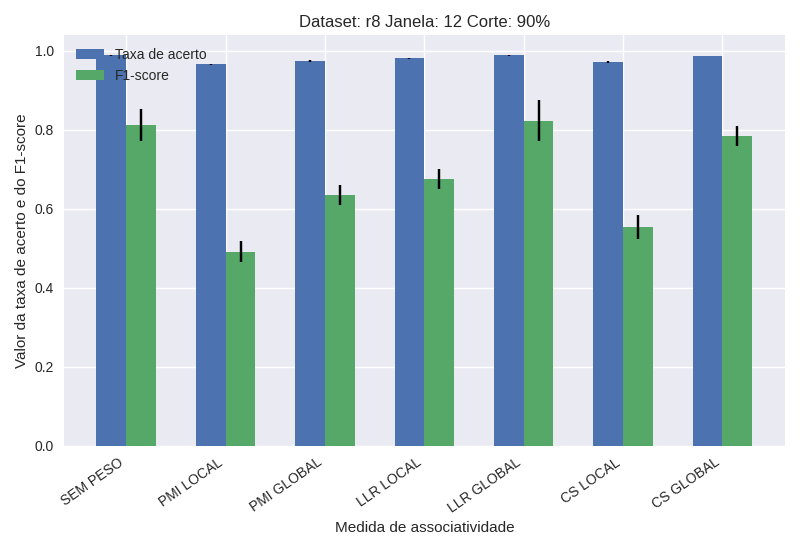 Dataset: r8 Janela: 12 Corte: 90%
Taxa de acerto
F1-score
Valor da taxa de acerto e do F1-score
1.0
0.8
0.6
0.4
0.2
0.0
SEM PESO
PMI LOCAL
PMI GLOBAL
LLR LOCAL
LLR GLOBAL
CS LOCAL
CS GLOBAL
Medida de associatividade